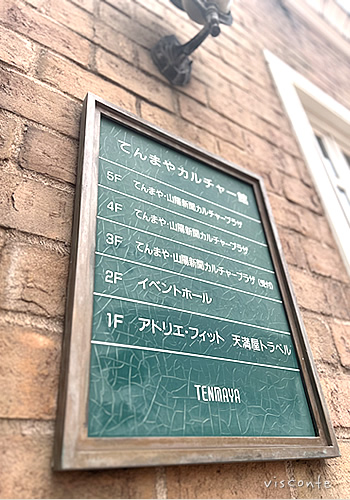 てんまやカルチャー館
5F てんまや・山陽新聞カルチャープラザ
4F てんまや・山陽新聞カルチャープラザ
3F てんまや・山陽新聞カルチャープラザ(受付)
2F イベントホール
1F アトリエ・フィット 天満屋トラベル
TENMAYA
visconte